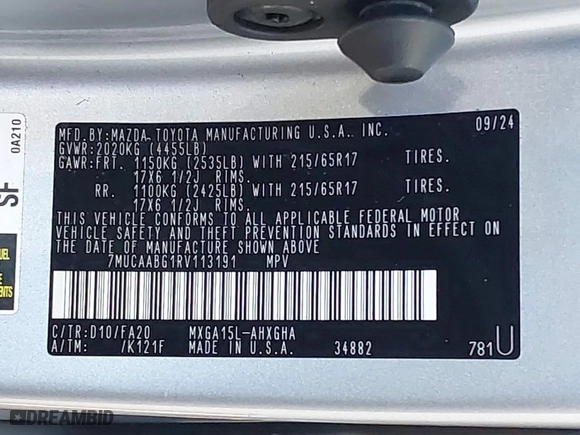 MFD.BY:MAZDA TOYOTA MANUFACTURING U.S.A., INC. 09/24
GVWR:2020KG (4455LB)
GAWR:FRT. 1150KG (2535LB) WITH 215/65R17 TIRES.
17X6 1/2J RIMS.
RR. 1100KG (2425LB) WITH 215/65R17 TIRES.
17X6 1/2J RIMS.
THIS VEHICLE CONFORMS TO ALL APPLICABLE FEDERAL MOTOR
VEHICLE SAFETY AND THEFT PREVENTION STANDARDS IN EFFECT ON
THE DATE OF MANUFACTURE SHOWN ABOVE.
7MUCAABG1RV113191 MPV
C/TR:D10/FA20 MXGA15L-AHXGHA
A/TM: /K121F MADE IN U.S.A. 34882 781U
0A210
SF
DREAMBID